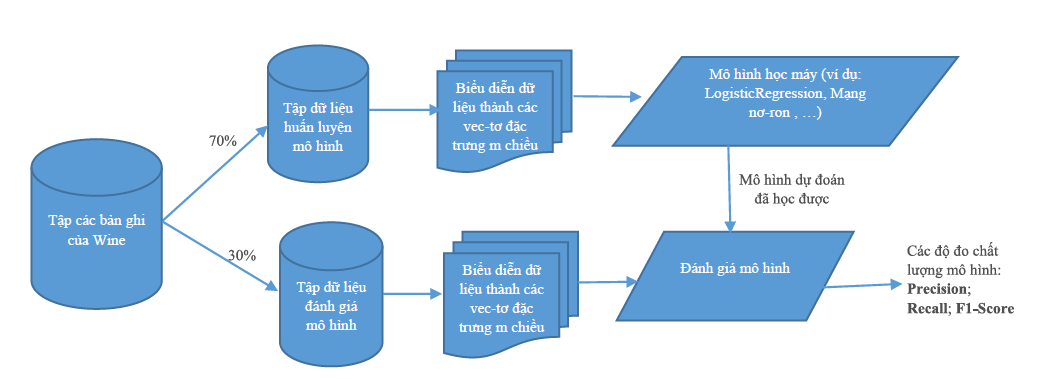 Tập các bản ghi
của Wine
70%
30%
Tập dữ liệu
huấn luyện
mô hình
Biểu diễn dữ
liệu thành các
vec-tơ đặc
trưng m chiều
Mô hình học máy (ví dụ:
LogisticRegression, Mạng
nơ-ron , …)
Mô hình dự đoán
đã học được
Tập dữ liệu
đánh giá
mô hình
Biểu diễn dữ
liệu thành các
vec-tơ đặc
trưng m chiều
Đánh giá mô hình
Các độ đo chất
lượng mô hình:
Precision;
Recall; F1-Score